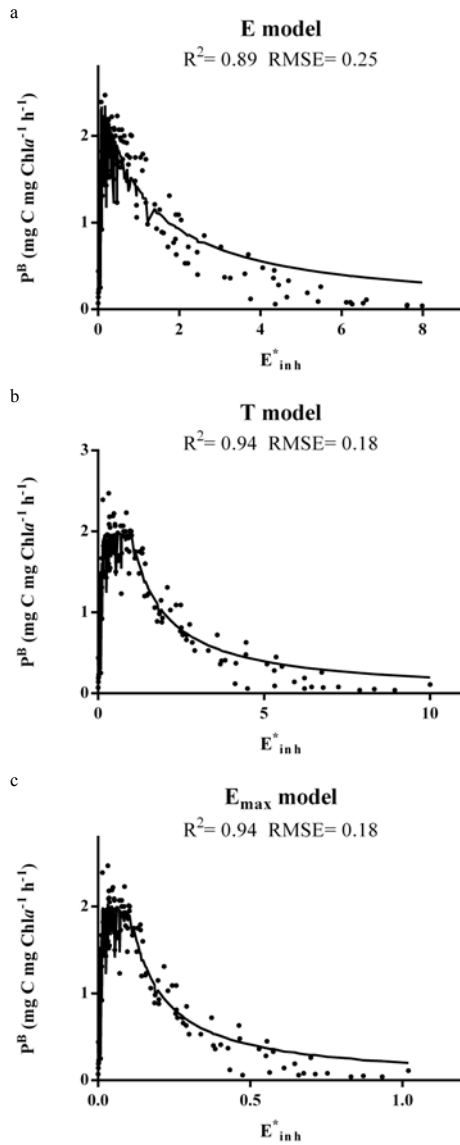 a
E model
R²= 0.89 RMSE= 0.25
Pᴮ (mg C mg Chla⁻¹ h⁻¹)
2
1
0
0 2 4 6 8
E*inh
b
T model
R²= 0.94 RMSE= 0.18
Pᴮ (mg C mg Chla⁻¹ h⁻¹)
3
2
1
0
0 5 10
E*inh
c
Emax model
R²= 0.94 RMSE= 0.18
Pᴮ (mg C mg Chla⁻¹ h⁻¹)
2
1
0
0.0 0.5 1.0
E*inh